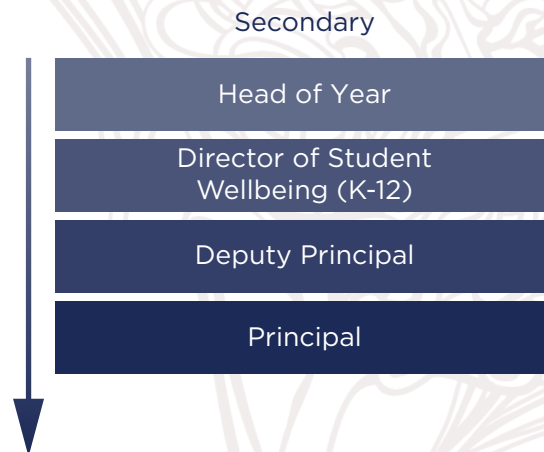 Secondary
Head of Year
Director of Student
Wellbeing (K-12)
Deputy Principal
Principal